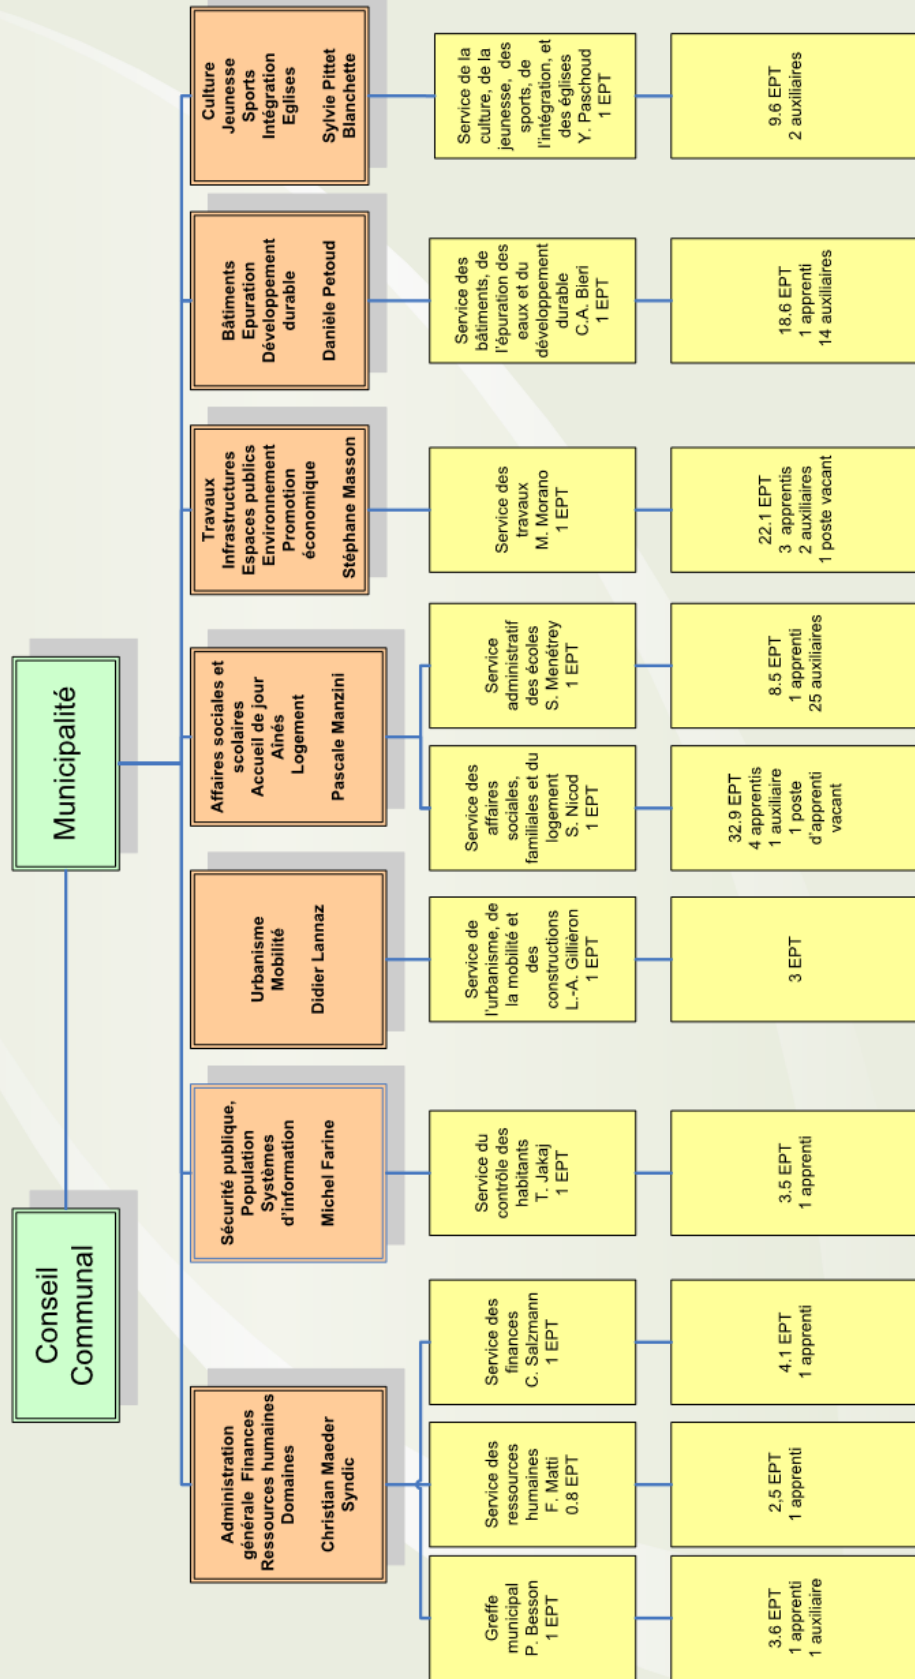 Conseil
Communal
Municipalité
Administration
générale Finances
Ressources humaines
Domaines
Christian Maeder
Syndic
Sécurité publique,
Population
Systèmes
d'information
Michel Farine
Urbanisme
Mobilité
Didier Lannaz
Affaires sociales et
scolaires
Accueil de jour
Ainés
Logement
Pascale Manzini
Travaux
Infrastructures
Espaces publics
Environnement
Promotion
économique
Stéphane Masson
Bâtiments
Epuration
Développement
durable
Danièle Petoud
Culture
Jeunesse
Sports
Intégration
Eglises
Sylvie Pittet
Blanchette
Greffe
municipal
P. Besson
1 EPT
Service des
ressources
humaines
F. Matti
0.8 EPT
Service des
finances
C. Salzmann
1 EPT
Service du
contrôle des
habitants
T. Jakaj
1 EPT
Service de
l'urbanisme, de
la mobilité et
des
constructions
L.-A. Gilliéron
1 EPT
Service des
affaires
sociales,
familiales et du
logement
S. Nicod
1 EPT
Service
administratif
des écoles
S. Menétrey
1 EPT
Service des
travaux
M. Morano
1 EPT
Service des
bâtiments, de
l'épuration des
eaux et du
développement
durable
C.A. Bieri
1 EPT
Service de la
culture, de la
jeunesse, des
sports, de
l'intégration, et
des églises
Y. Paschoud
1 EPT
3.6 EPT
1 apprenti
1 auxiliaire
2,5 EPT
1 apprenti
4.1 EPT
1 apprenti
3.5 EPT
1 apprenti
3 EPT
32.9 EPT
4 apprentis
1 auxiliaire
1 poste
d'apprenti
vacant
8.5 EPT
1 apprenti
25 auxiliaires
22.1 EPT
3 apprentis
2 auxiliaires
1 poste vacant
18.6 EPT
1 apprenti
14 auxiliaires
9.6 EPT
2 auxiliaires